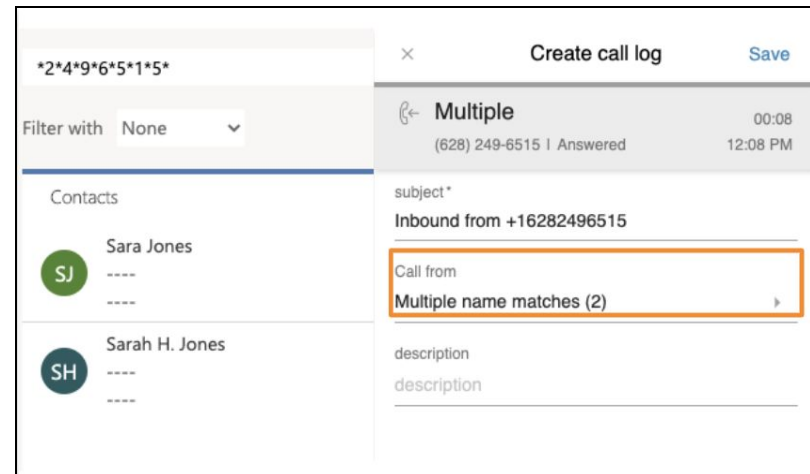 *2*4*9*6*5*1*5*
Filter with None
Contacts
SJ
Sara Jones
----
----
SH
Sarah H. Jones
----
----
× Create call log Save
Multiple 00:08
(628) 249-6515 | Answered 12:08 PM
subject*
Inbound from +16282496515
Call from
Multiple name matches (2)
description
description